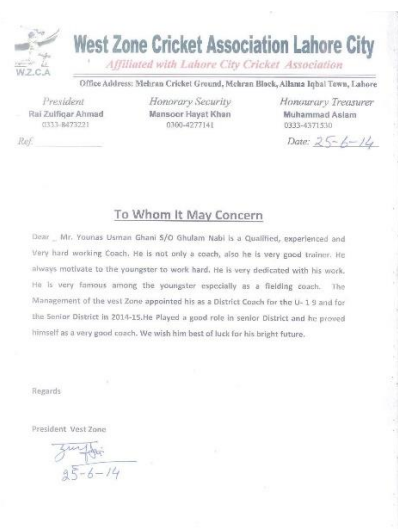 West Zone Cricket Association Lahore City
Affiliated with Lahore City Cricket Association
W.Z.C.A
Office Address: Mehran Cricket Ground, Mehran Block, Allama Iqbal Town, Lahore
President Honorary Security Honourary Treasurer
Rai Zulfiqar Ahmad Mansoor Hayat Khan Muhammad Aslam
0333-8473221 0300-4277141 0333-4371530
Ref. Date: 25-6-14
To Whom It May Concern
Dear _ Mr. Younas Usman Ghani S/O Ghulam Nabi is a Qualified, experienced and
Very hard working Coach. He is not only a coach, also he is very good trainer. He
always motivate to the youngster to work hard. He is very dedicated with his work.
He is very famous among the youngster especially as a fielding coach. The
Management of the vest Zone appointed his as a District Coach for the U- 1 9 and for
the Senior District in 2014-15.He Played a good role in senior District and he proved
himself as a very good coach. We wish him best of luck for his bright future.
Regards
President Vest Zone
25-6-14